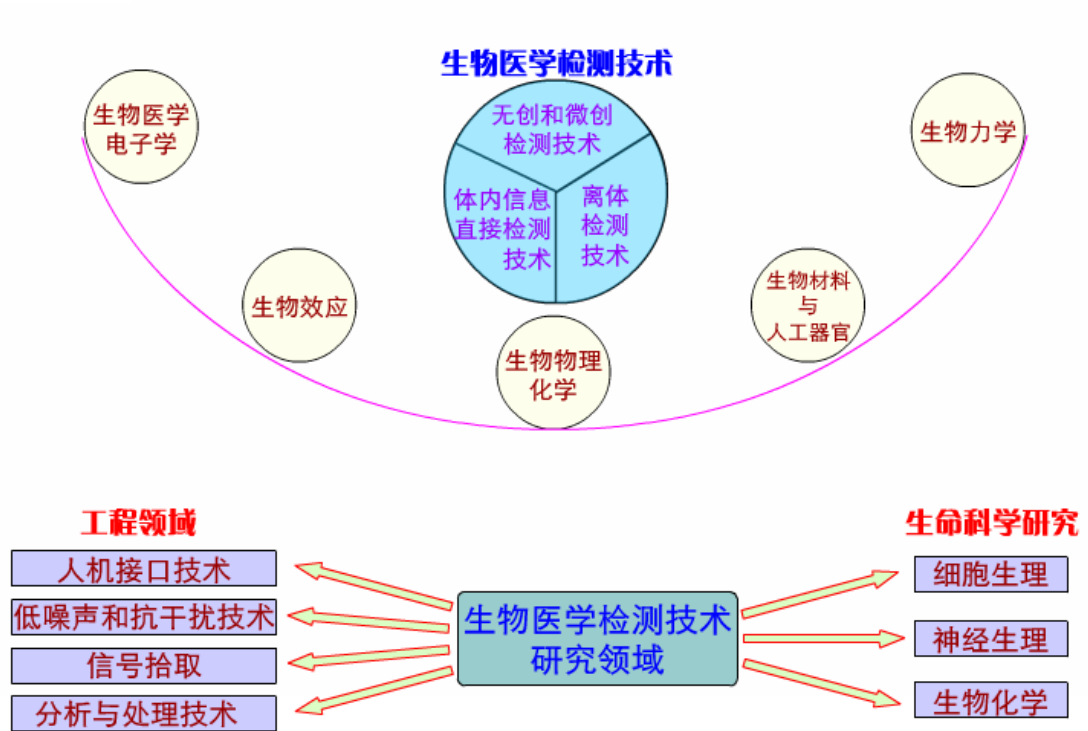 生物医学检测技术
生物医学
电子学
无创和微创
检测技术
生物力学
体内信息
直接检测
技术
离体
检测
技术
生物效应
生物材料
与
人工器官
生物物理
化学
工程领域
生命科学研究
人机接口技术
低噪声和抗干扰技术
信号拾取
分析与处理技术
生物医学检测技术
研究领域
细胞生理
神经生理
生物化学